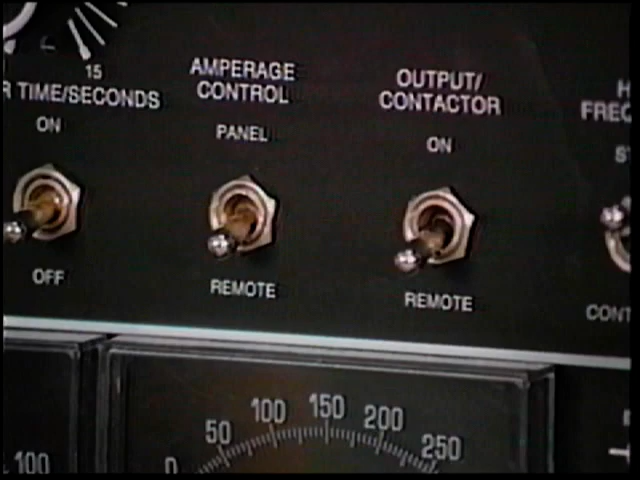 15
R TIME/SECONDS
ON
OFF
AMPERAGE
CONTROL
PANEL
REMOTE
OUTPUT/
CONTACTOR
ON
REMOTE
H
FREQ
ST
CONT
100
0
50
100
150
200
250